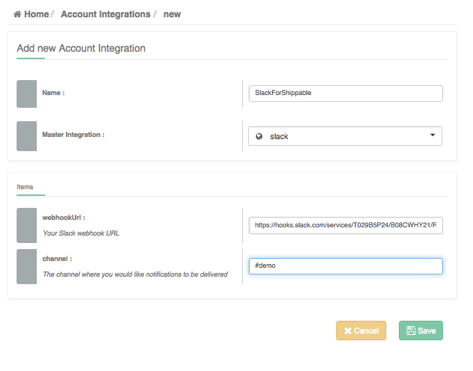 Home / Account Integrations / new
Add new Account Integration
Name :
SlackForShippable
Master Integration :
slack
Items
webhookUrl :
Your Slack webhook URL
https://hooks.slack.com/services/T029B5P24/B08CWHY21/F
channel :
The channel where you would like notifications to be delivered
#demo
Cancel
Save